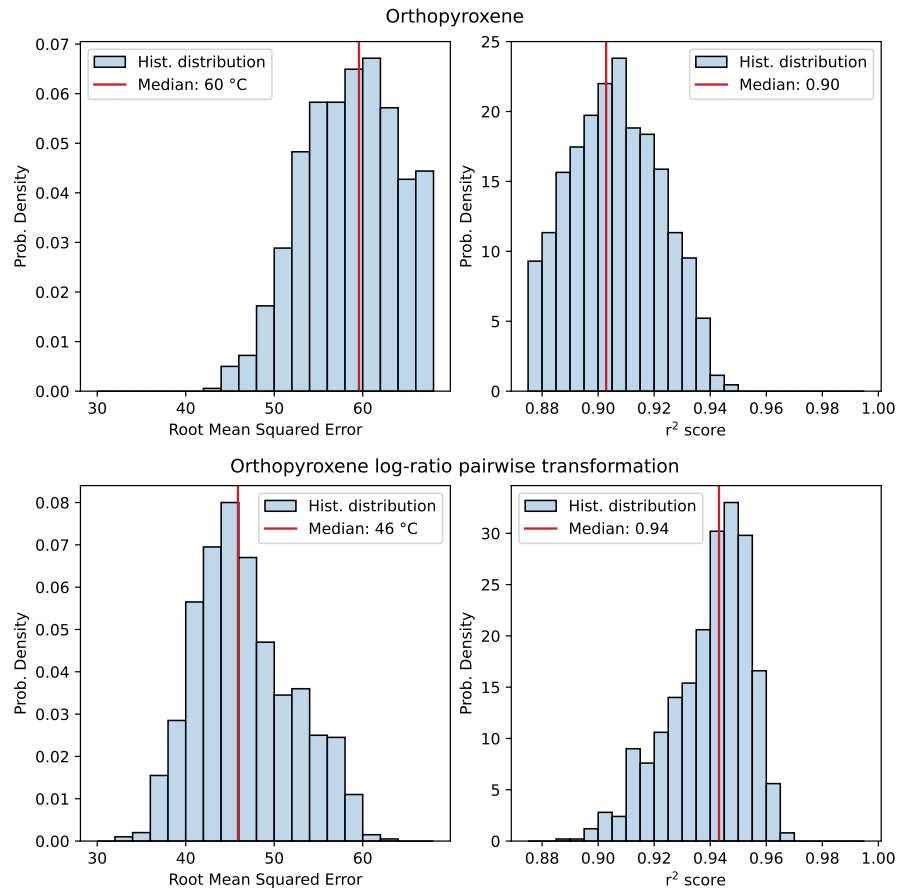 Orthopyroxene
Prob. Density
0.07
0.06
0.05
0.04
0.03
0.02
0.01
0.00
Hist. distribution
Median: 60 °C
30 40 50 60
Root Mean Squared Error
Prob. Density
25
20
15
10
5
0
Hist. distribution
Median: 0.90
0.88 0.90 0.92 0.94 0.96 0.98 1.00
r² score
Orthopyroxene log-ratio pairwise transformation
Prob. Density
0.08
0.07
0.06
0.05
0.04
0.03
0.02
0.01
0.00
Hist. distribution
Median: 46 °C
30 40 50 60
Root Mean Squared Error
Prob. Density
30
25
20
15
10
5
0
Hist. distribution
Median: 0.94
0.88 0.90 0.92 0.94 0.96 0.98 1.00
r² score